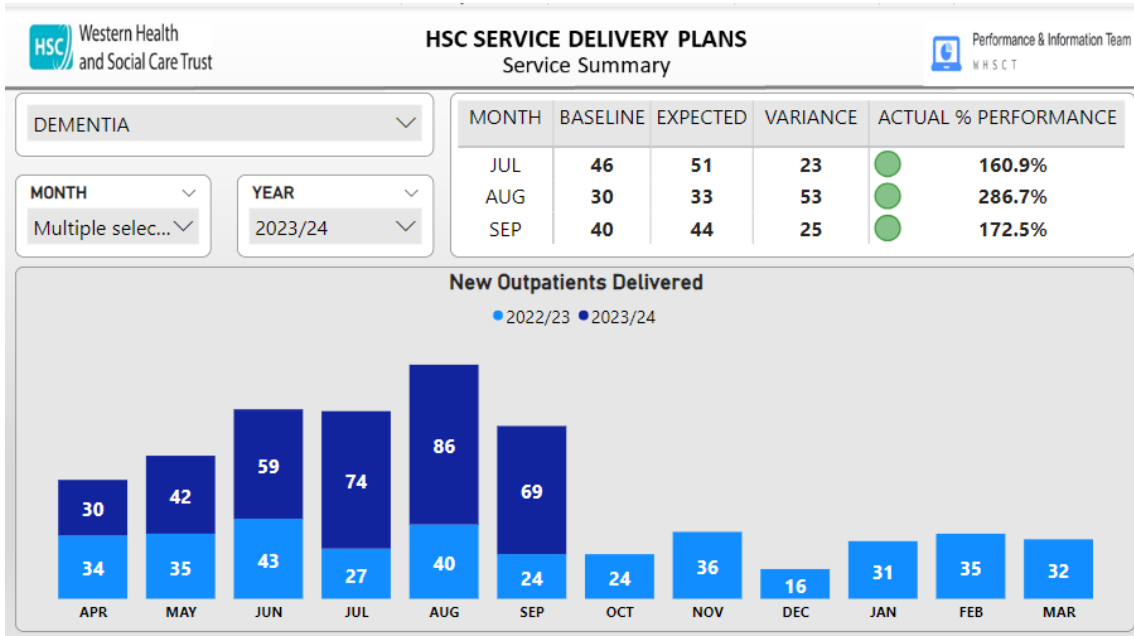 HSC
Western Health
and Social Care Trust
HSC SERVICE DELIVERY PLANS
Service Summary
Performance & Information Team
WHSCT
DEMENTIA
MONTH
Multiple selec...
YEAR
2023/24
MONTH BASELINE EXPECTED VARIANCE ACTUAL % PERFORMANCE
JUL 46 51 23 160.9%
AUG 30 33 53 286.7%
SEP 40 44 25 172.5%
New Outpatients Delivered
2022/23 2023/24
30 42 59 74 86 69
34 35 43 27 40 24 24 36 16 31 35 32
APR MAY JUN JUL AUG SEP OCT NOV DEC JAN FEB MAR